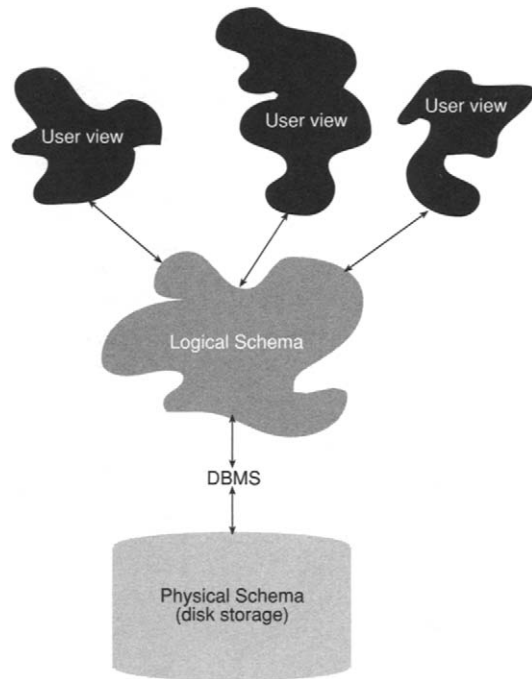 User view
User view
User view
Logical Schema
DBMS
Physical Schema
(disk storage)